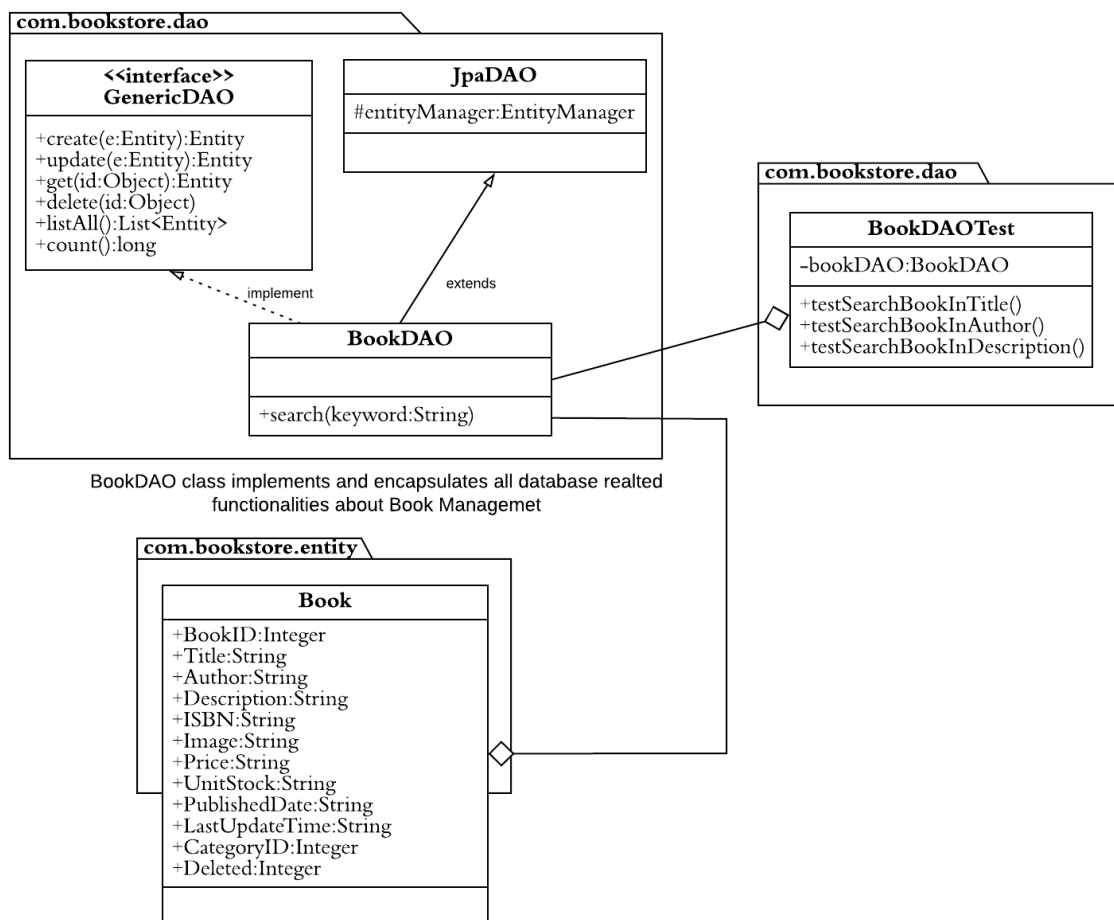 com.bookstore.dao
<<interface>>
GenericDAO
+create(e:Entity):Entity
+update(e:Entity):Entity
+get(id:Object):Entity
+delete(id:Object)
+listAll():List<Entity>
+count():long
JpaDAO
#entityManager:EntityManager
implement
extends
BookDAO
+search(keyword:String)
com.bookstore.dao
BookDAOTest
-bookDAO:BookDAO
+testSearchBookInTitle()
+testSearchBookInAuthor()
+testSearchBookInDescription()
BookDAO class implements and encapsulates all database realted
functionalities about Book Managemet
com.bookstore.entity
Book
+BookID:Integer
+Title:String
+Author:String
+Description:String
+ISBN:String
+Image:String
+Price:String
+UnitStock:String
+PublishedDate:String
+LastUpdateTime:String
+CategoryID:Integer
+Deleted:Integer